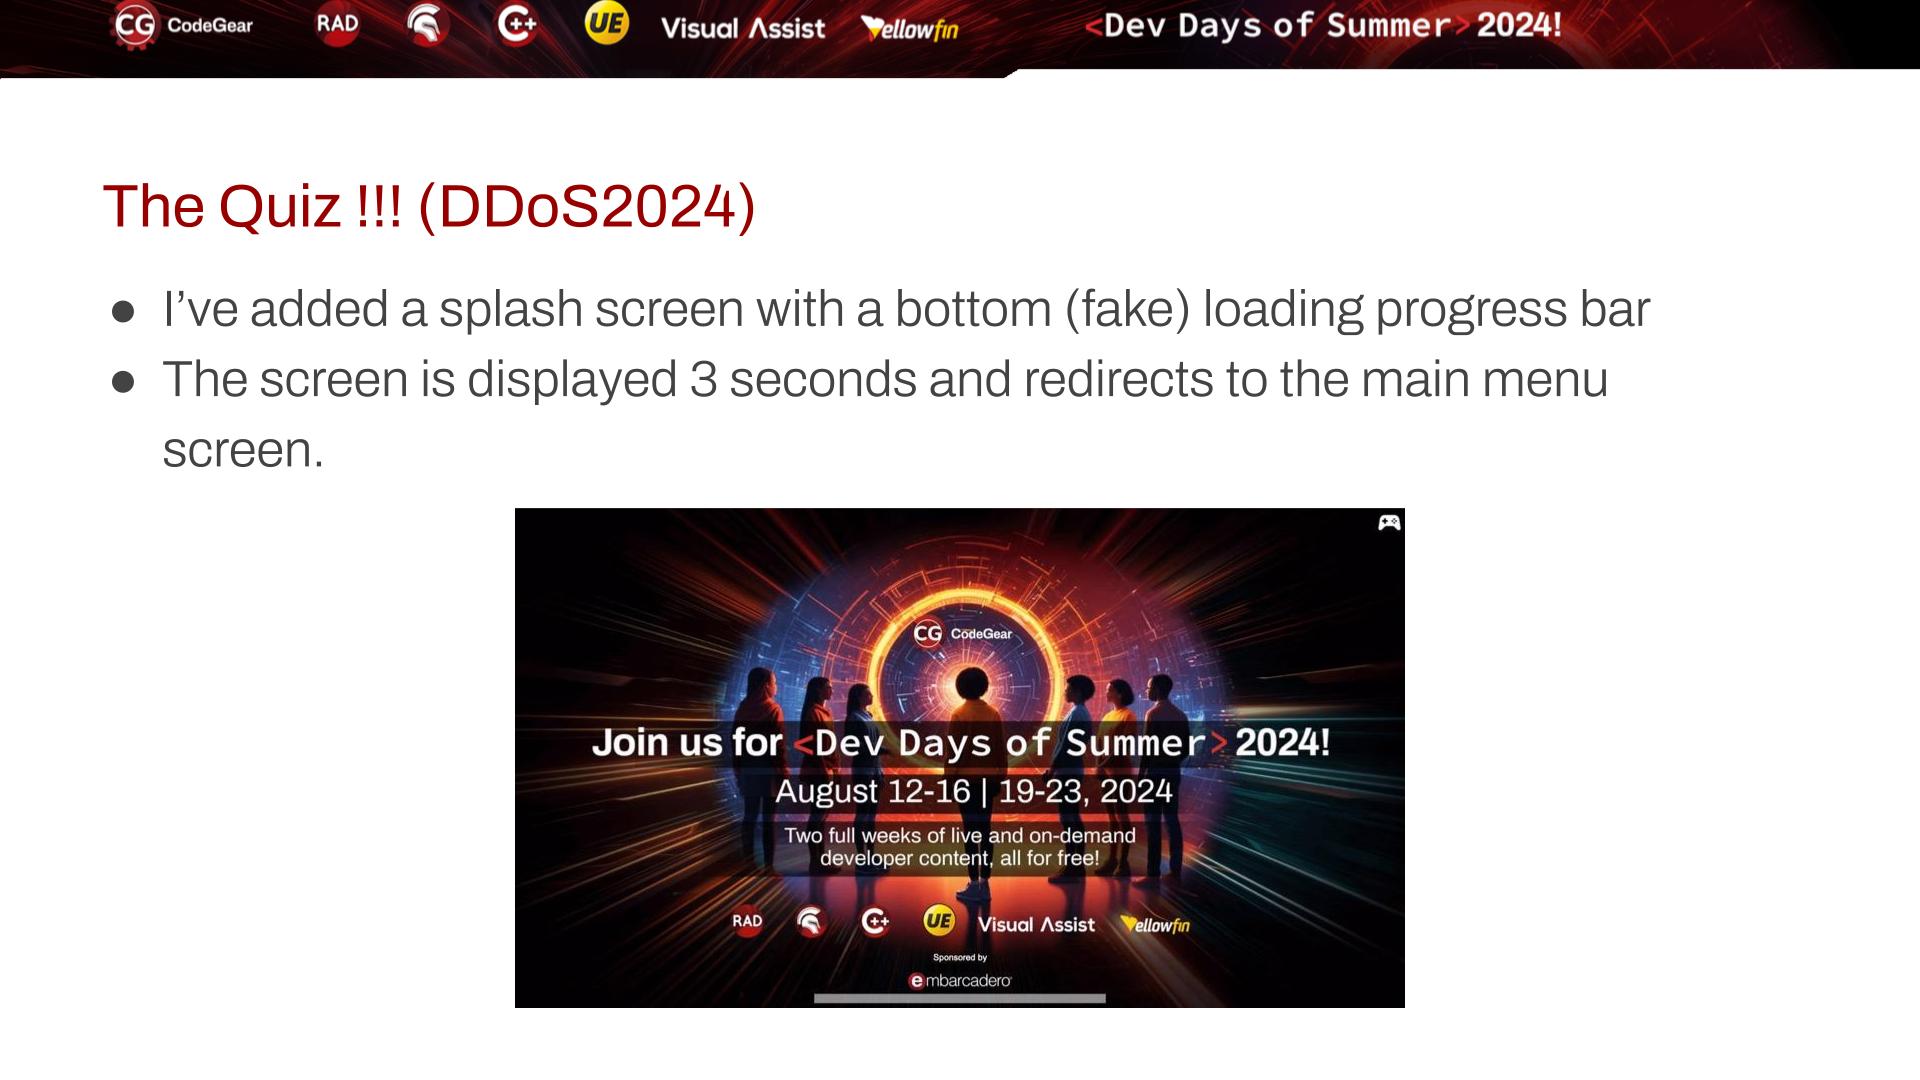 CG CodeGear RAD C++ UE Visual Assist Yellowfin <Dev Days of Summer> 2024!
The Quiz !!! (DDoS2024)
● I’ve added a splash screen with a bottom (fake) loading progress bar
● The screen is displayed 3 seconds and redirects to the main menu
screen.
CG CodeGear
Join us for <Dev Days of Summer> 2024!
August 12-16 | 19-23, 2024
Two full weeks of live and on-demand
developer content, all for free!
RAD C++ UE Visual Assist Yellowfin
Sponsored by
embarcadero